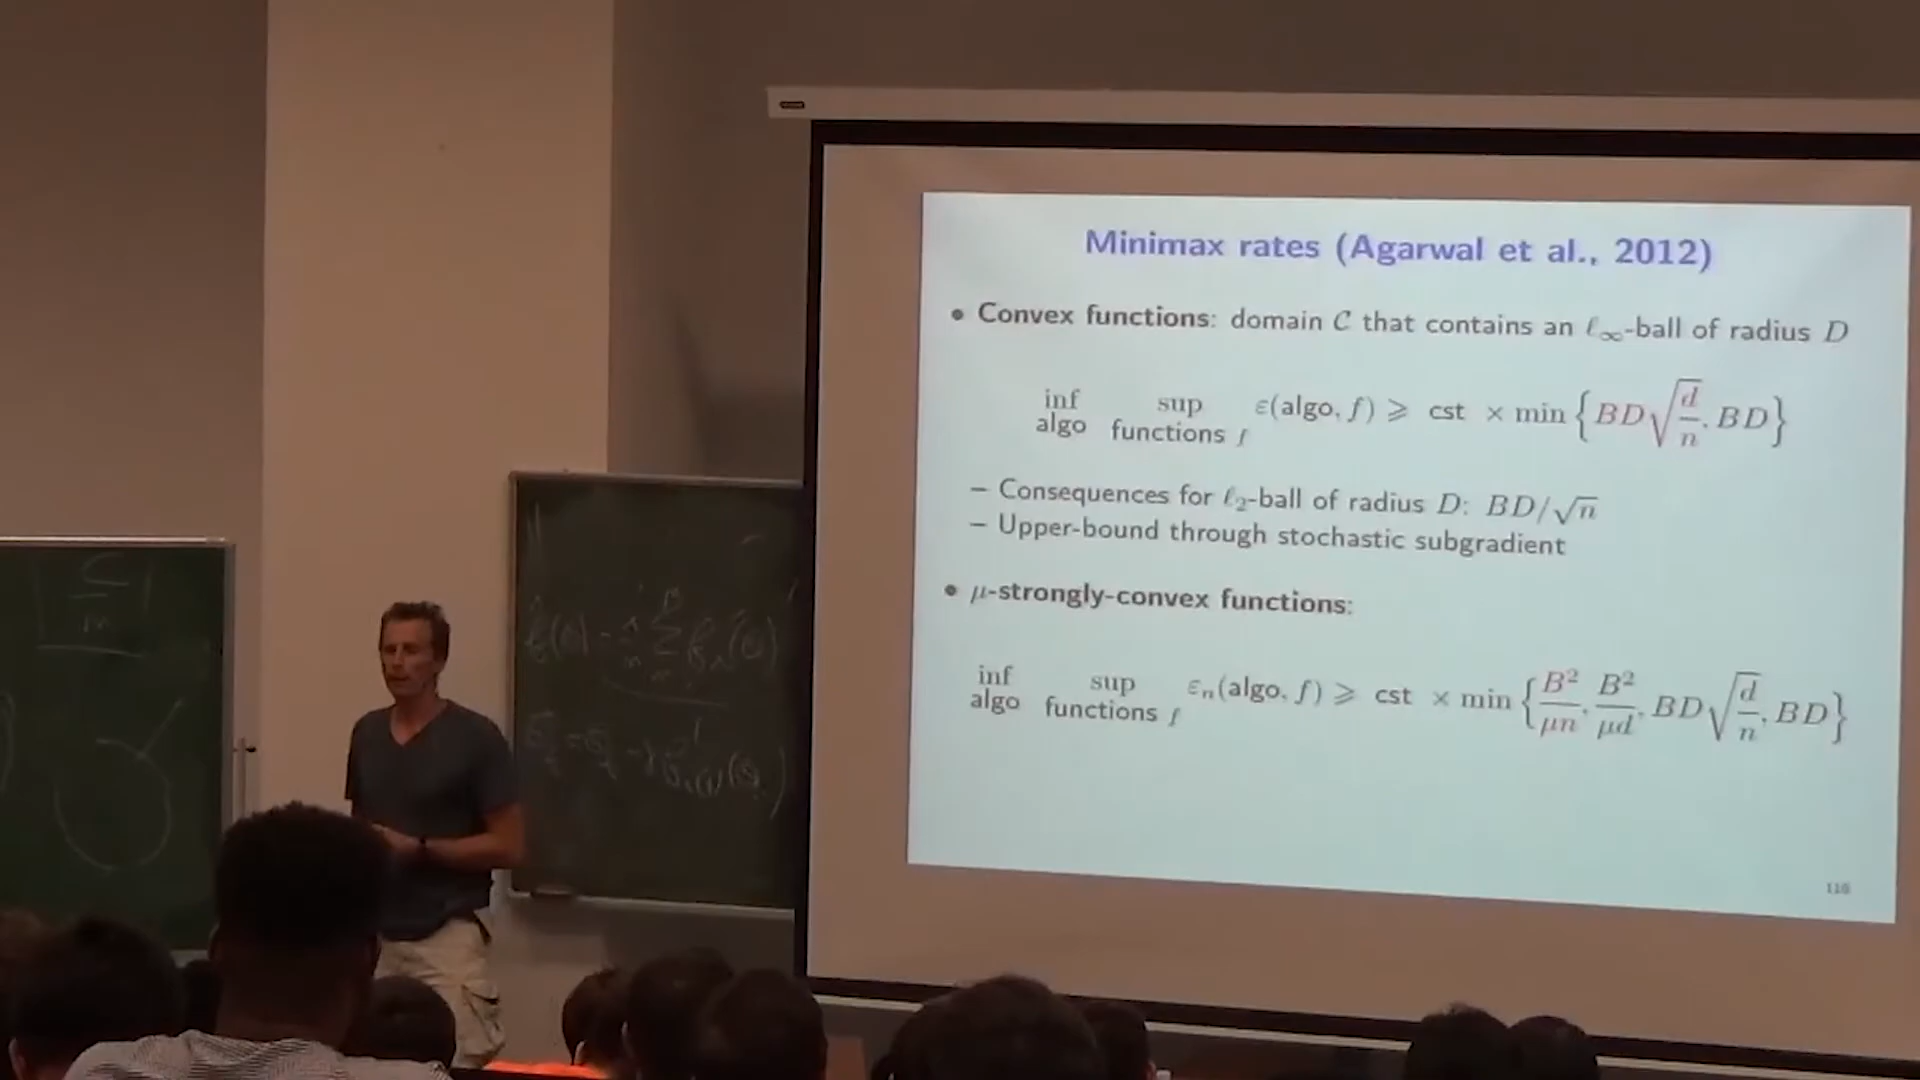 Minimax rates (Agarwal et al., 2012)
• Convex functions: domain C that contains an ℓ∞-ball of radius D
inf algo sup functions f ε(algo, f) ⩾ cst × min { BD√(d/n), BD }
– Consequences for ℓ2-ball of radius D: BD/√n
– Upper-bound through stochastic subgradient
• μ-strongly-convex functions:
inf algo sup functions f εn(algo, f) ⩾ cst × min { B²/μn, B²/μd, BD√(d/n), BD }